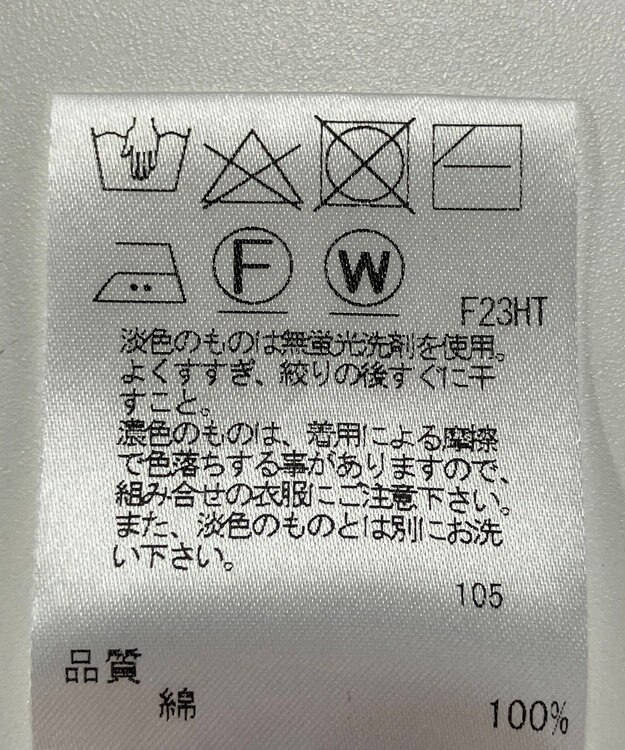 F W
F23HT
淡色のものは無蛍光洗剤を使用。
よくすすぎ、絞りの後すぐに干
すこと。
濃色のものは、着用による摩擦
で色落ちする事がありますので、
組み合せの衣服にご注意下さい。
また、淡色のものとは別にお洗
い下さい。
105
品質
綿 100%